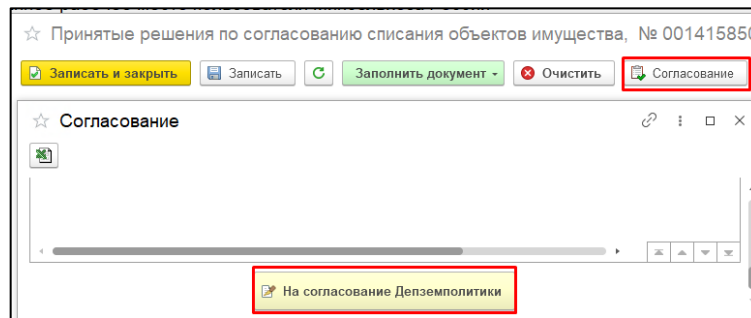 ☆ Принятые решения по согласованию списания объектов имущества, № 001415850
Записать и закрыть Записать Заполнить документ Очистить Согласование
Согласование
На согласование Депземполитики